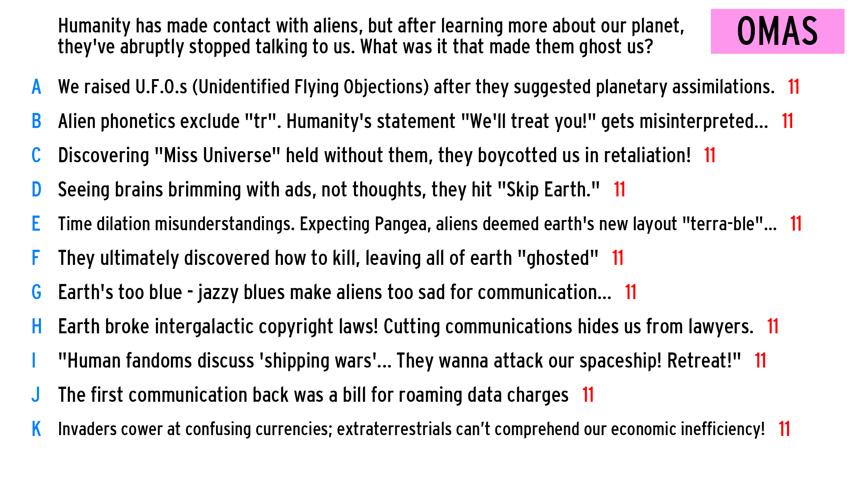 Humanity has made contact with aliens, but after learning more about our planet,
they've abruptly stopped talking to us. What was it that made them ghost us?
OMAS
A We raised U.F.O.s (Unidentified Flying Objections) after they suggested planetary assimilations. 11
B Alien phonetics exclude "tr". Humanity's statement "We'll treat you!" gets misinterpreted... 11
C Discovering "Miss Universe" held without them, they boycotted us in retaliation! 11
D Seeing brains brimming with ads, not thoughts, they hit "Skip Earth." 11
E Time dilation misunderstandings. Expecting Pangea, aliens deemed earth's new layout "terra-ble"... 11
F They ultimately discovered how to kill, leaving all of earth "ghosted" 11
G Earth's too blue - jazzy blues make aliens too sad for communication... 11
H Earth broke intergalactic copyright laws! Cutting communications hides us from lawyers. 11
I "Human fandoms discuss 'shipping wars'... They wanna attack our spaceship! Retreat!" 11
J The first communication back was a bill for roaming data charges 11
K Invaders cower at confusing currencies; extraterrestrials can't comprehend our economic inefficiency! 11